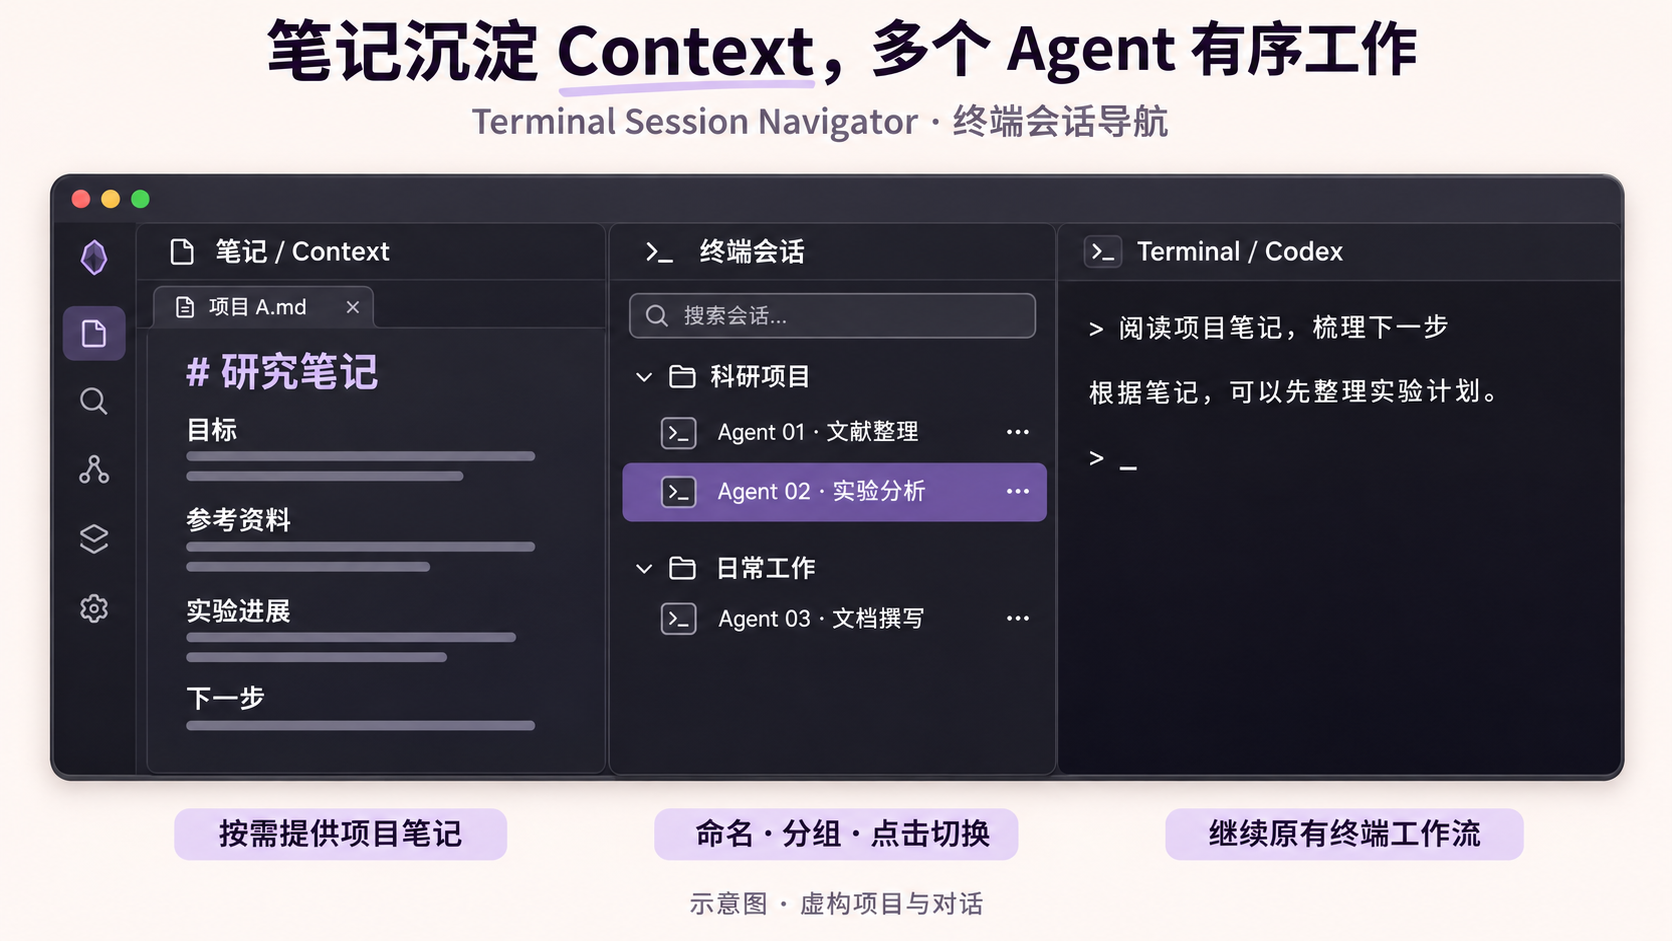 笔记沉淀 Context，多个 Agent 有序工作
Terminal Session Navigator · 终端会话导航
笔记 / Context
项目 A.md
# 研究笔记
目标
参考资料
实验进展
下一步
终端会话
搜索会话...
科研项目
Agent 01 · 文献整理
Agent 02 · 实验分析
日常工作
Agent 03 · 文档撰写
Terminal / Codex
> 阅读项目笔记，梳理下一步
根据笔记，可以先整理实验计划。
> _
按需提供项目笔记
命名 · 分组 · 点击切换
继续原有终端工作流
示意图 · 虚构项目与对话